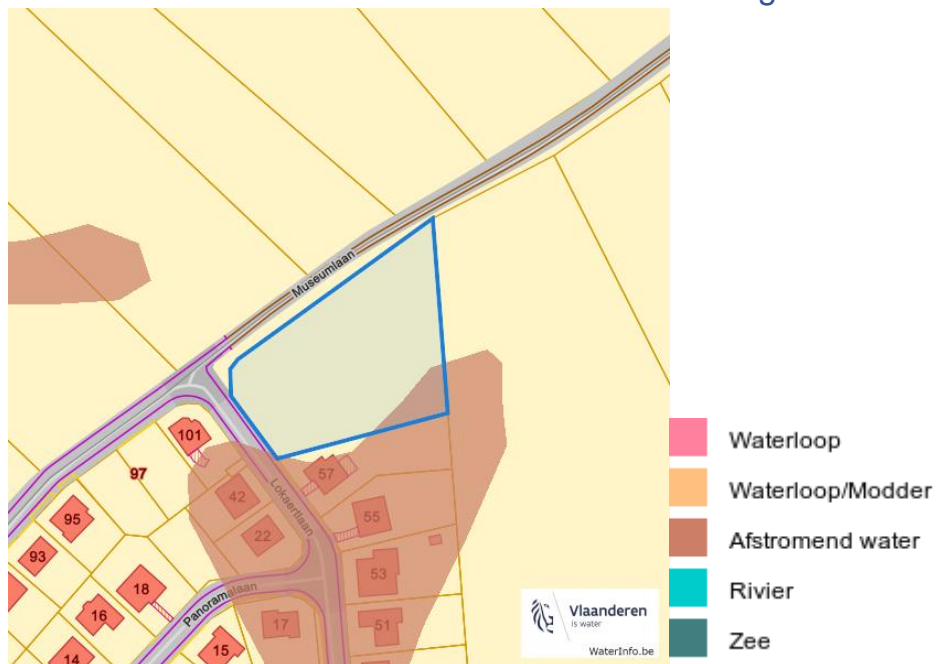 g
Museumlaan
101
97
57
42
Lokaertlaan
95
55
22
93
53
18
Panoramalaan
16
17
51
15
14
Vlaanderen
is water
WaterInfo.be
Waterloop
Waterloop/Modder
Afstromend water
Rivier
Zee